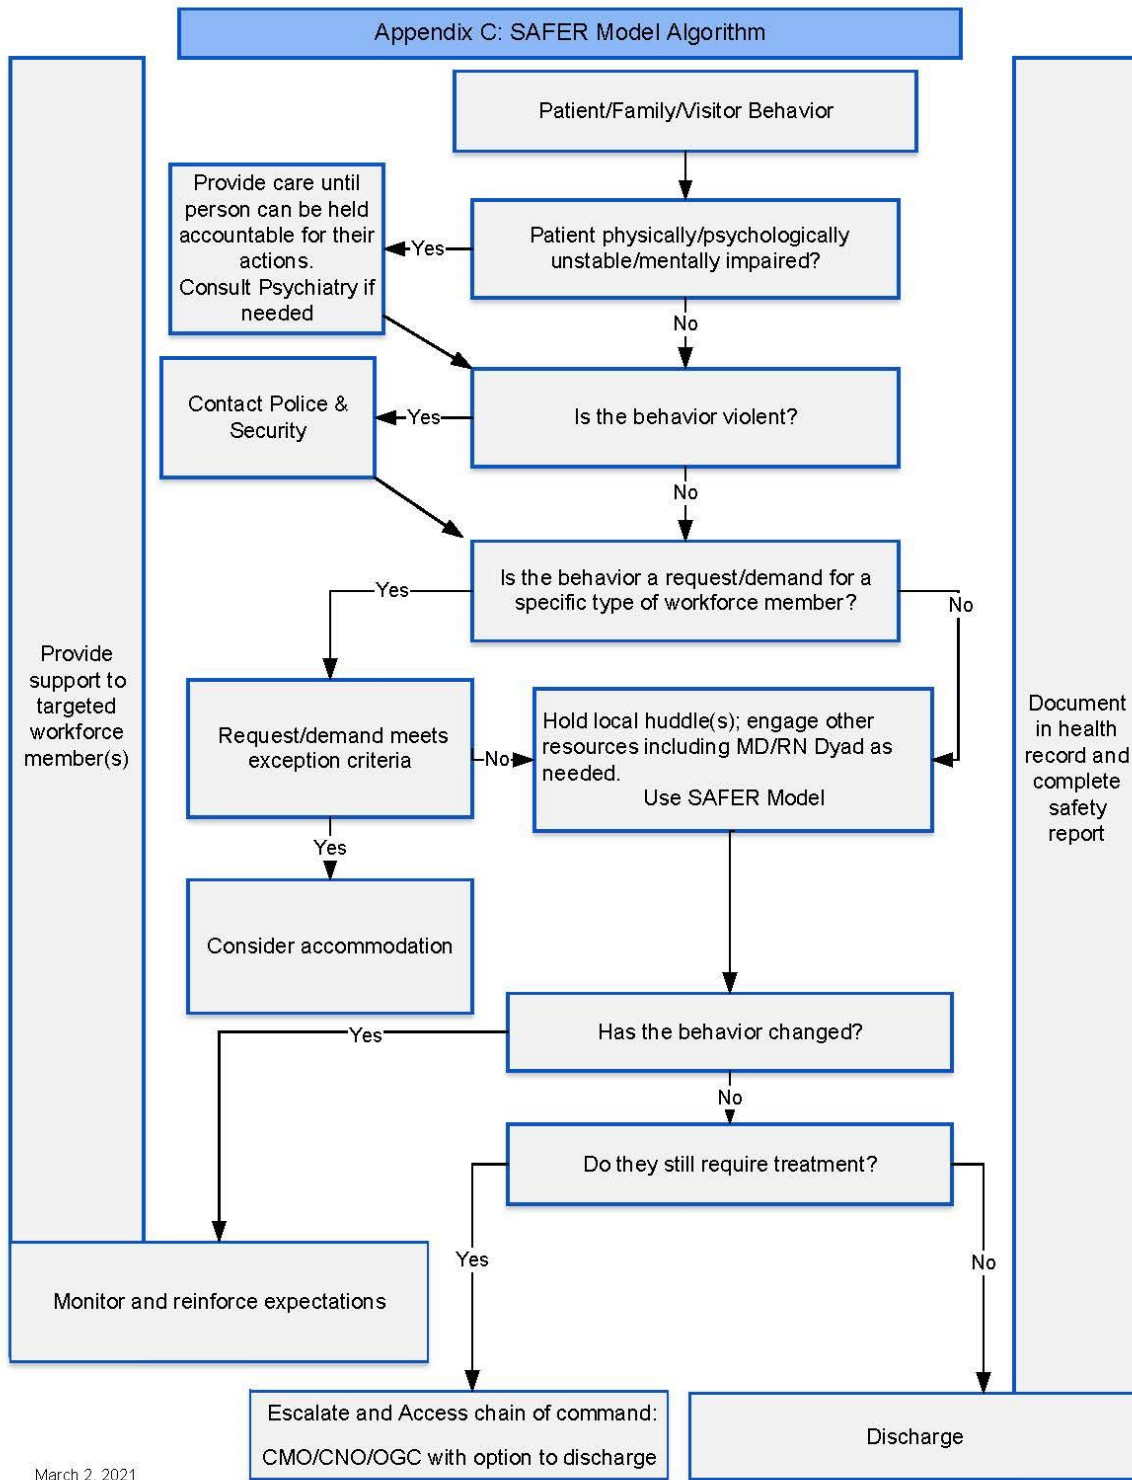 Appendix C: SAFER Model Algorithm
Patient/Family/Visitor Behavior
Provide care until
person can be held
accountable for their
actions.
Consult Psychiatry if
needed
Yes
Patient physically/psychologically
unstable/mentally impaired?
No
Contact Police &
Security
Yes
Is the behavior violent?
No
Is the behavior a request/demand for a
specific type of workforce member?
Yes
No
Provide
support to
targeted
workforce
member(s)
Request/demand meets
exception criteria
No
Hold local huddle(s); engage other
resources including MD/RN Dyad as
needed.
Use SAFER Model
Document
in health
record and
complete
safety
report
Yes
Consider accommodation
Has the behavior changed?
Yes
No
Do they still require treatment?
Yes
No
Monitor and reinforce expectations
Escalate and Access chain of command:
CMO/CNO/OGC with option to discharge
Discharge
March 2, 2021